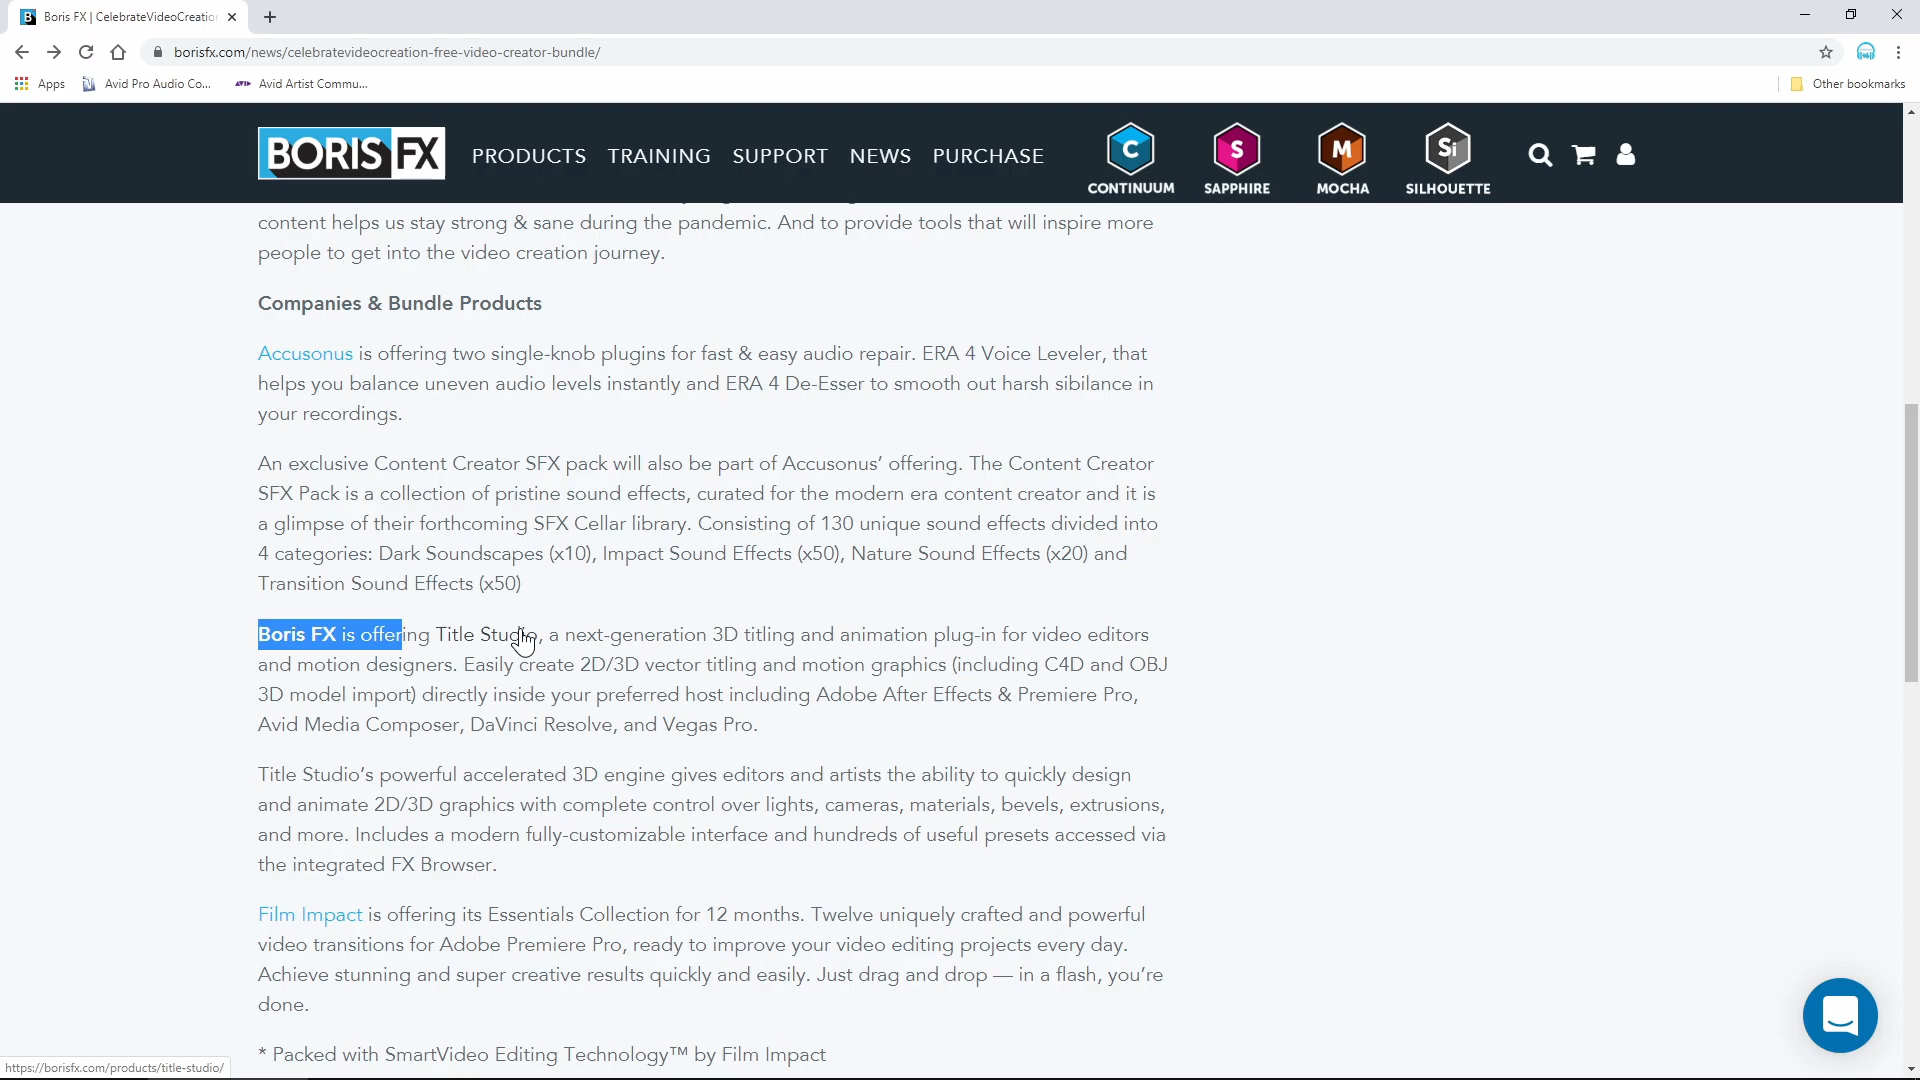 Boris FX | CelebrateVideoCreatio
borisfx.com/news/celebratevideocreation-free-video-creator-bundle/
Apps
Avid Pro Audio Co...
Avid Artist Commu...
Other bookmarks
BORIS FX
PRODUCTS
TRAINING
SUPPORT
NEWS
PURCHASE
C
CONTINUUM
S
SAPPHIRE
M
MOCHA
Si
SILHOUETTE
content helps us stay strong & sane during the pandemic. And to provide tools that will inspire more
people to get into the video creation journey.
Companies & Bundle Products
Accusonus is offering two single-knob plugins for fast & easy audio repair. ERA 4 Voice Leveler, that
helps you balance uneven audio levels instantly and ERA 4 De-Esser to smooth out harsh sibilance in
your recordings.
An exclusive Content Creator SFX pack will also be part of Accusonus’ offering. The Content Creator
SFX Pack is a collection of pristine sound effects, curated for the modern era content creator and it is
a glimpse of their forthcoming SFX Cellar library. Consisting of 130 unique sound effects divided into
4 categories: Dark Soundscapes (x10), Impact Sound Effects (x50), Nature Sound Effects (x20) and
Transition Sound Effects (x50)
Boris FX is offering Title Studio, a next-generation 3D titling and animation plug-in for video editors
and motion designers. Easily create 2D/3D vector titling and motion graphics (including C4D and OBJ
3D model import) directly inside your preferred host including Adobe After Effects & Premiere Pro,
Avid Media Composer, DaVinci Resolve, and Vegas Pro.
Title Studio’s powerful accelerated 3D engine gives editors and artists the ability to quickly design
and animate 2D/3D graphics with complete control over lights, cameras, materials, bevels, extrusions,
and more. Includes a modern fully-customizable interface and hundreds of useful presets accessed via
the integrated FX Browser.
Film Impact is offering its Essentials Collection for 12 months. Twelve uniquely crafted and powerful
video transitions for Adobe Premiere Pro, ready to improve your video editing projects every day.
Achieve stunning and super creative results quickly and easily. Just drag and drop — in a flash, you’re
done.
* Packed with SmartVideo Editing Technology™ by Film Impact
https://borisfx.com/products/title-studio/